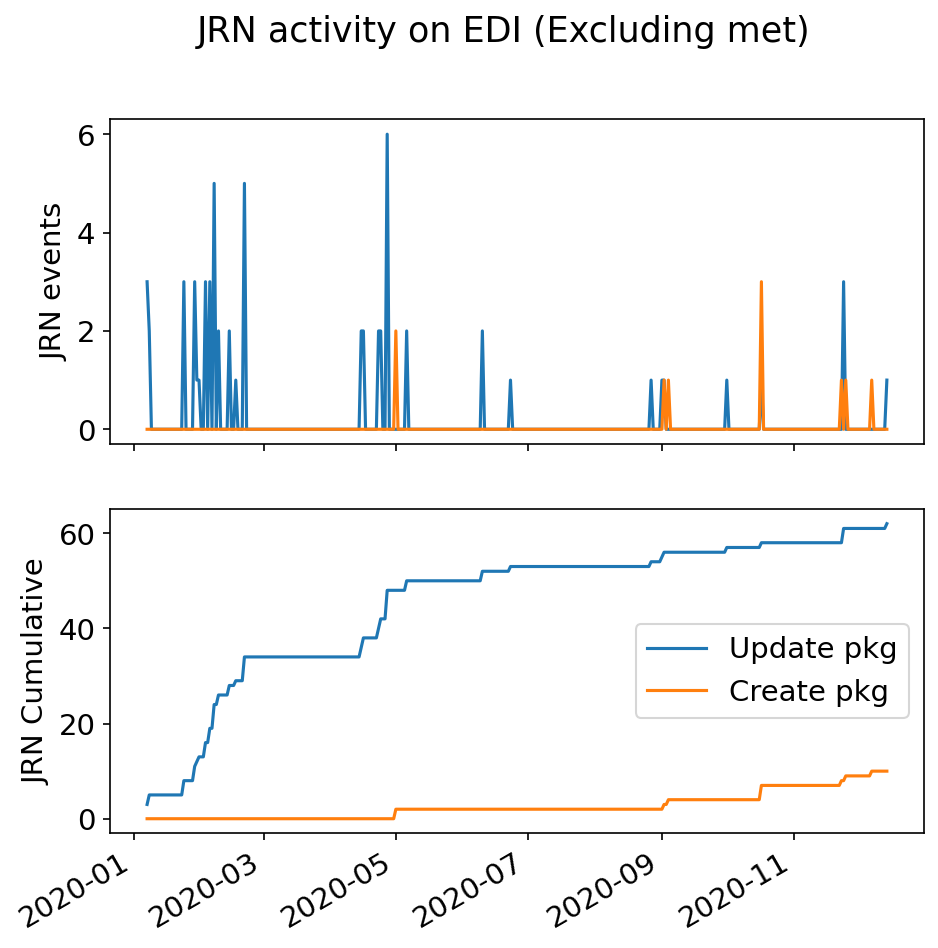 JRN activity on EDI (Excluding met)
JRN events
6
4
2
0
JRN Cumulative
60
40
20
0
Update pkg
Create pkg
2020-01
2020-03
2020-05
2020-07
2020-09
2020-11